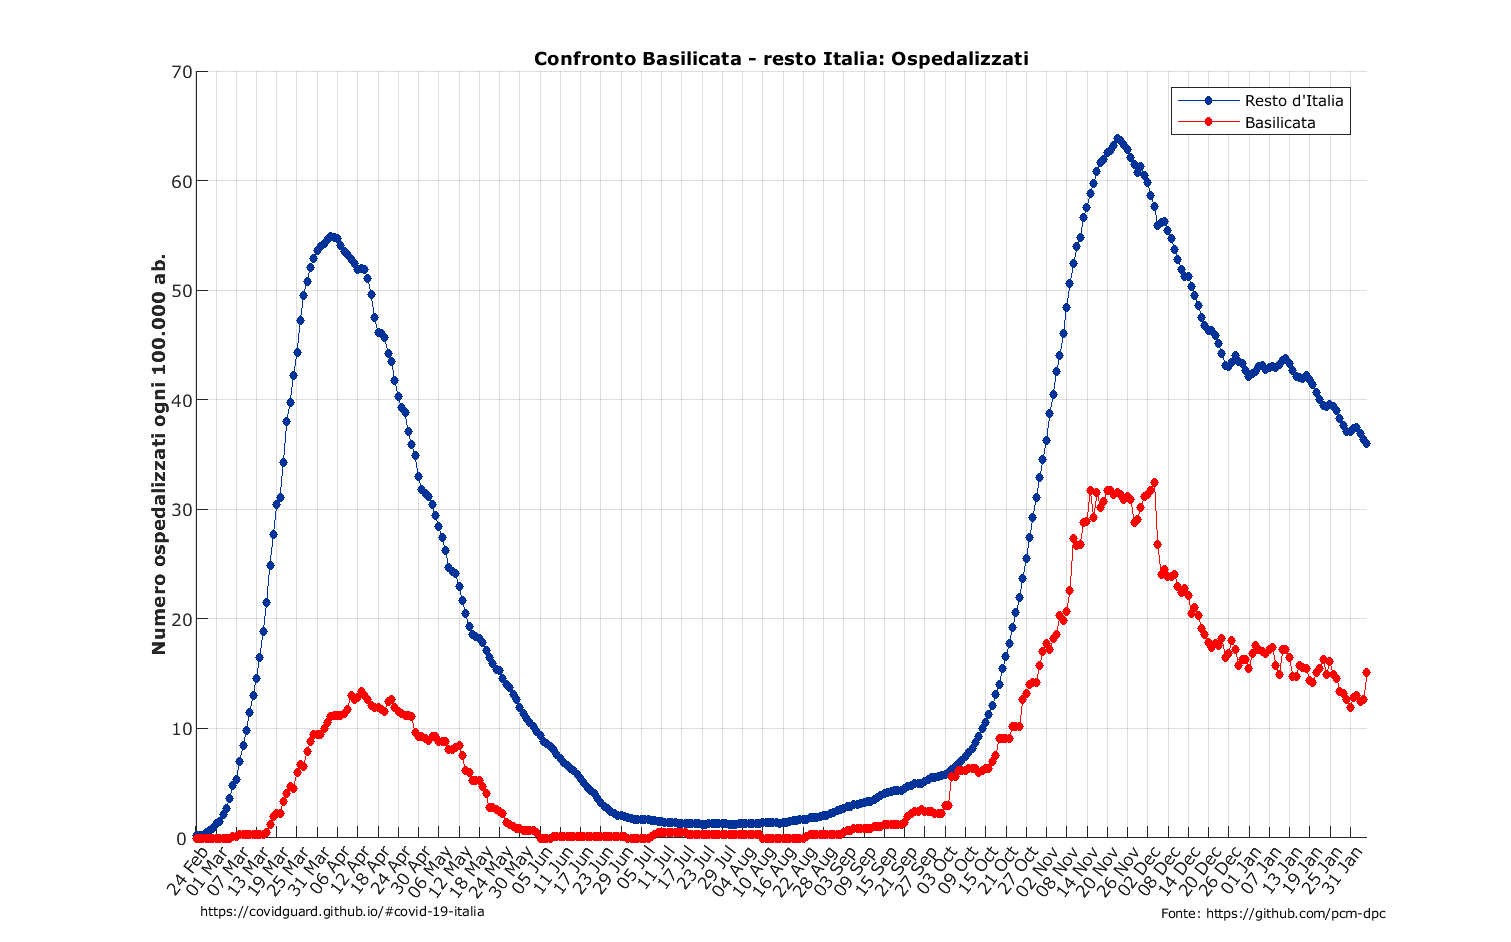 Confronto Basilicata - resto Italia: Ospedalizzati
Resto d'Italia
Basilicata
Numero ospedalizzati ogni 100.000 ab.
70
60
50
40
30
20
10
0
24 Feb
01 Mar
07 Mar
13 Mar
19 Mar
25 Mar
31 Mar
06 Apr
12 Apr
18 Apr
24 Apr
30 Apr
06 May
12 May
18 May
24 May
30 May
05 Jun
11 Jun
17 Jun
23 Jun
29 Jun
05 Jul
11 Jul
17 Jul
23 Jul
29 Jul
04 Aug
10 Aug
16 Aug
22 Aug
28 Aug
03 Sep
09 Sep
15 Sep
21 Sep
27 Sep
03 Oct
09 Oct
15 Oct
21 Oct
27 Oct
02 Nov
08 Nov
14 Nov
20 Nov
26 Nov
02 Dec
08 Dec
14 Dec
20 Dec
26 Dec
01 Jan
07 Jan
13 Jan
19 Jan
25 Jan
31 Jan
https://covidguard.github.io/#covid-19-italia
Fonte: https://github.com/pcm-dpc